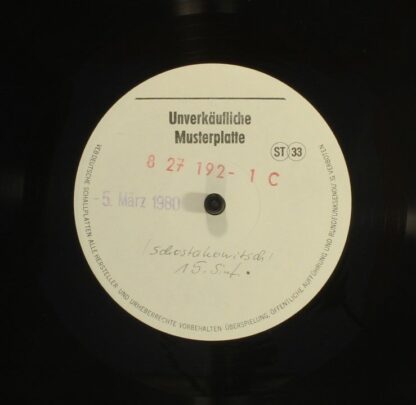 Unverkäufliche
Musterplatte
ST 33
8 27 192- 1 C
- 5. März 1980
/Schostakowitsch/
15. Sinf.
VEB DEUTSCHE SCHALLPLATTEN ALLE HERSTELLER- UND URHEBERRECHTE VORBEHALTEN ÜBERSPIELUNG, ÖFFENTLICHE AUFFÜHRUNG UND RUNDFUNKSENDUNG VERBOTEN